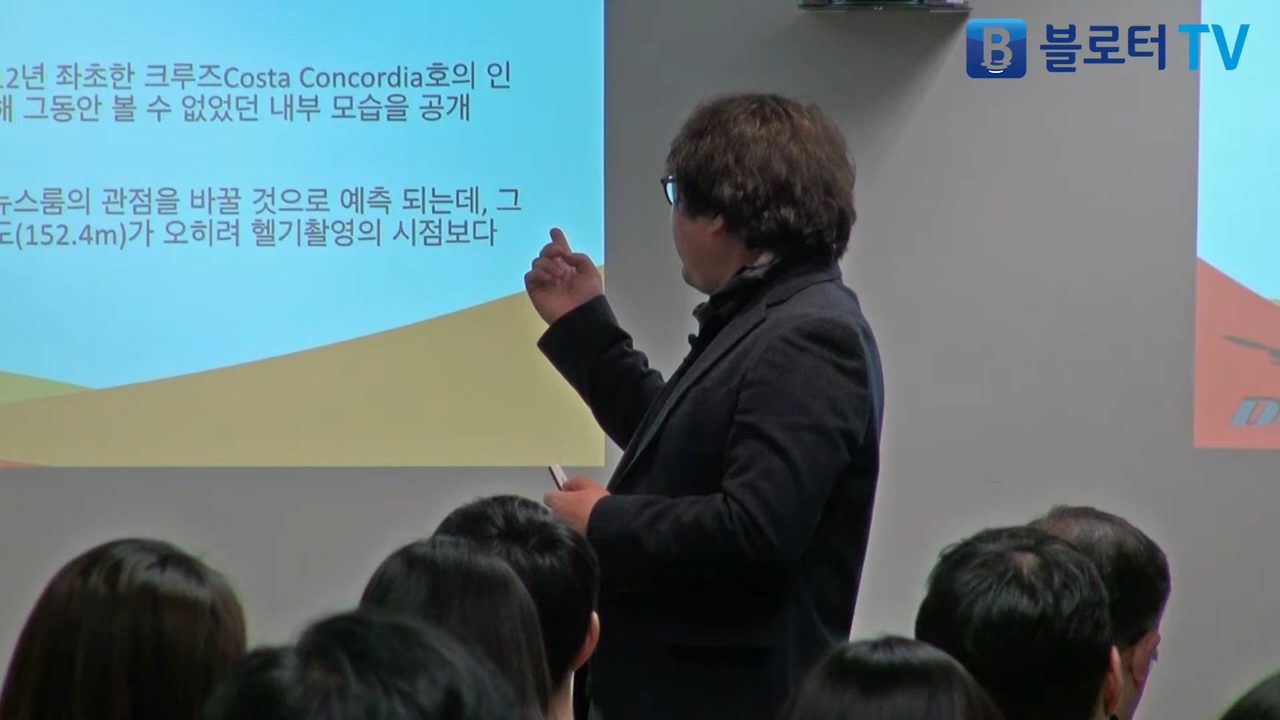 블로터TV
12년 좌초한 크루즈Costa Concordia호의 인
해 그동안 볼 수 없었던 내부 모습을 공개
뉴스룸의 관점을 바꿀 것으로 예측 되는데, 그
도(152.4m)가 오히려 헬기촬영의 시점보다